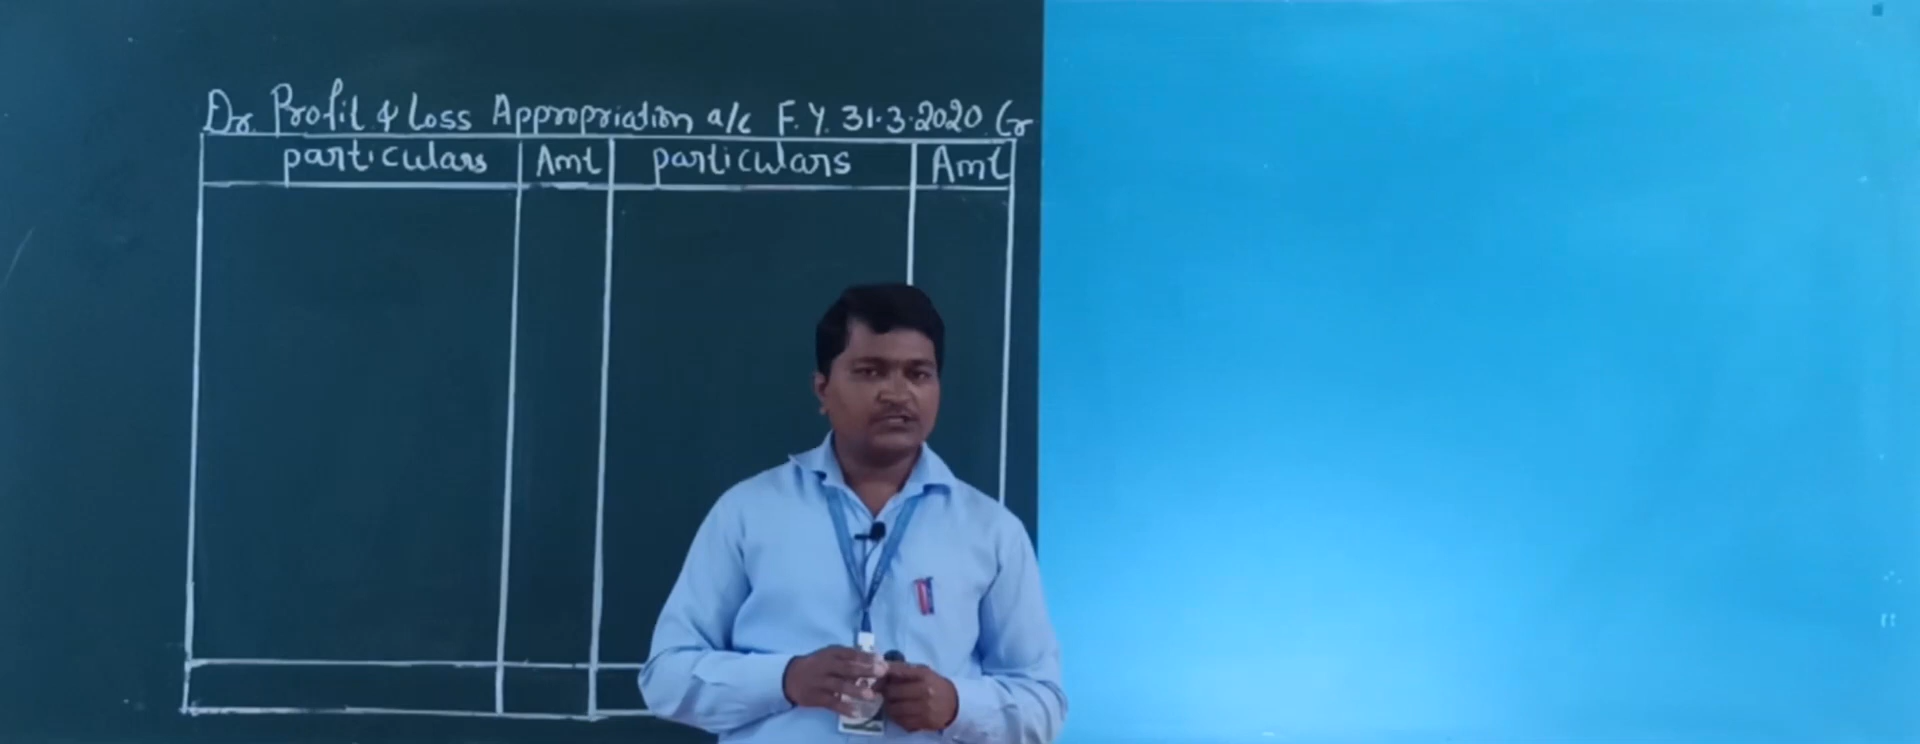 Dr. Profit & Loss Appropriation a/c F.Y. 31.3.2020 Cr
particulars Amt particulars Amt